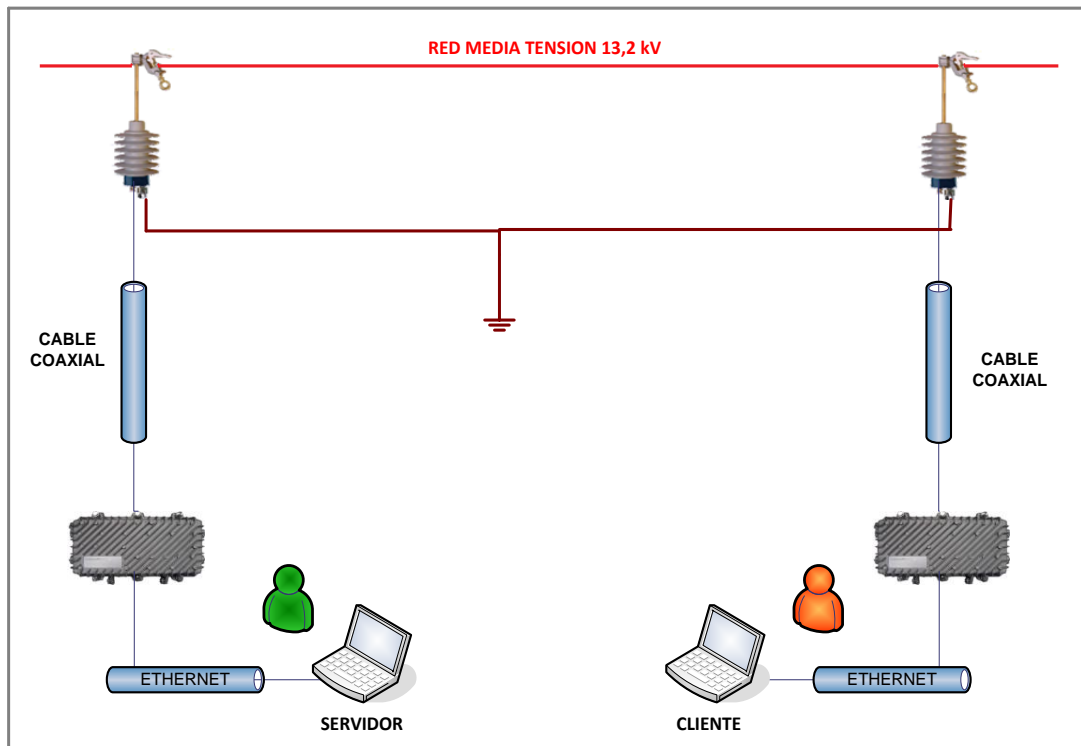 RED MEDIA TENSION 13,2 kV
CABLE
COAXIAL
CABLE
COAXIAL
ETHERNET
ETHERNET
SERVIDOR
CLIENTE